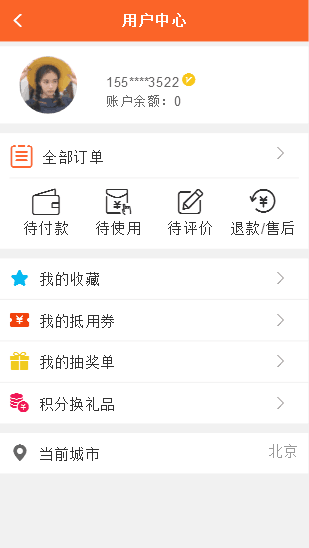 用户中心
155****3522
账户余额：0
全部订单
待付款 待使用 待评价 退款/售后
我的收藏
我的抵用券
我的抽奖单
积分换礼品
当前城市 北京